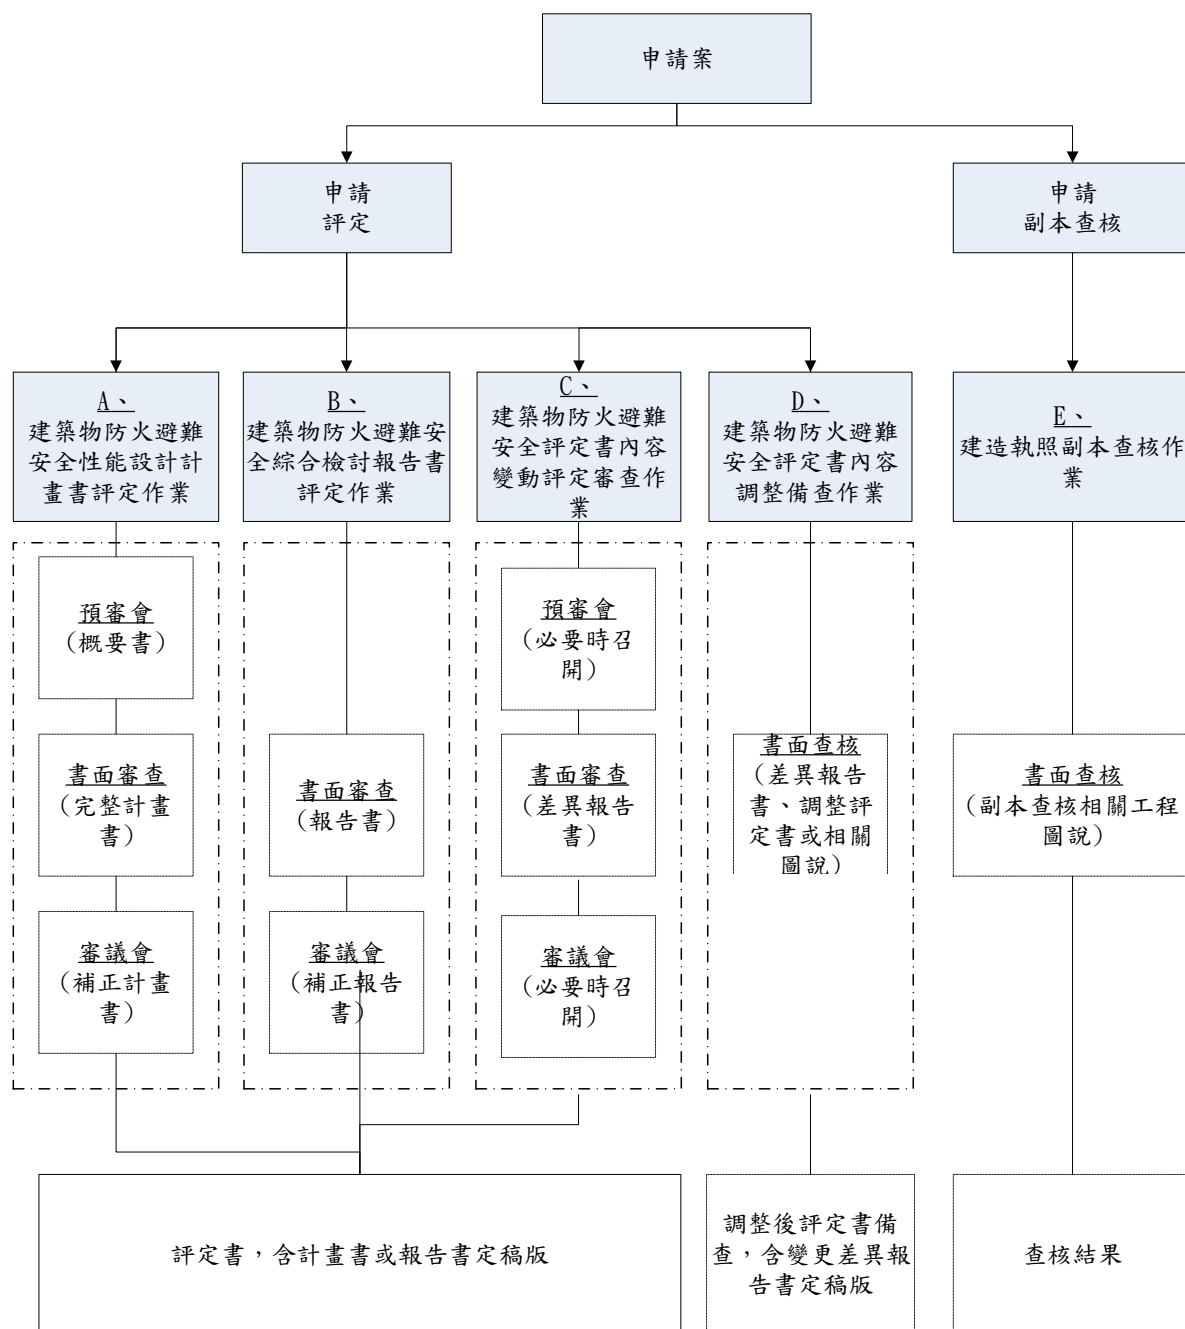 申請案
申請
評定
申請
副本查核
A、
建築物防火避難
安全性能設計計
畫書評定作業
B、
建築物防火避難安
全綜合檢討報告書
評定作業
C、
建築物防火避難
安全評定書內容
變動評定審查作
業
D、
建築物防火避難
安全評定書內容
調整備查作業
E、
建造執照副本查核作
業
預審會
(概要書)
預審會
(必要時召
開)
書面審查
(完整計畫
書)
書面審查
(報告書)
書面審查
(差異報告
書)
書面查核
(差異報告
書、調整評
定書或相關
圖說)
書面查核
(副本查核相關工程
圖說)
審議會
(補正計畫
書)
審議會
(補正報告
書)
審議會
(必要時召
開)
評定書，含計畫書或報告書定稿版
調整後評定書備
查，含變更差異報
告書定稿版
查核結果